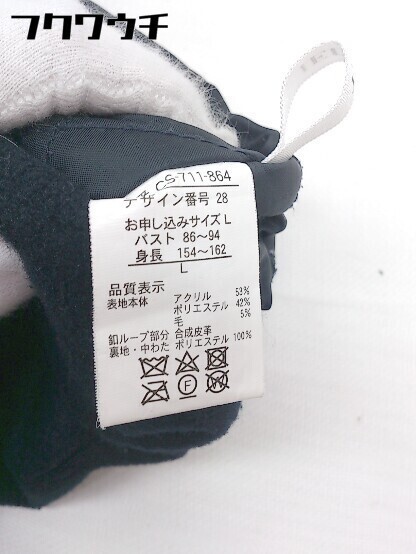 フクワウチ
CS-711-864
デザイン番号 28
お申し込みサイズ L
バスト 86～94
身長 154～162
L
品質表示
表地本体 アクリル 53%
ポリエステル 42%
毛 5%
釦ループ部分 合成皮革
裏地・中わた ポリエステル 100%
F
W